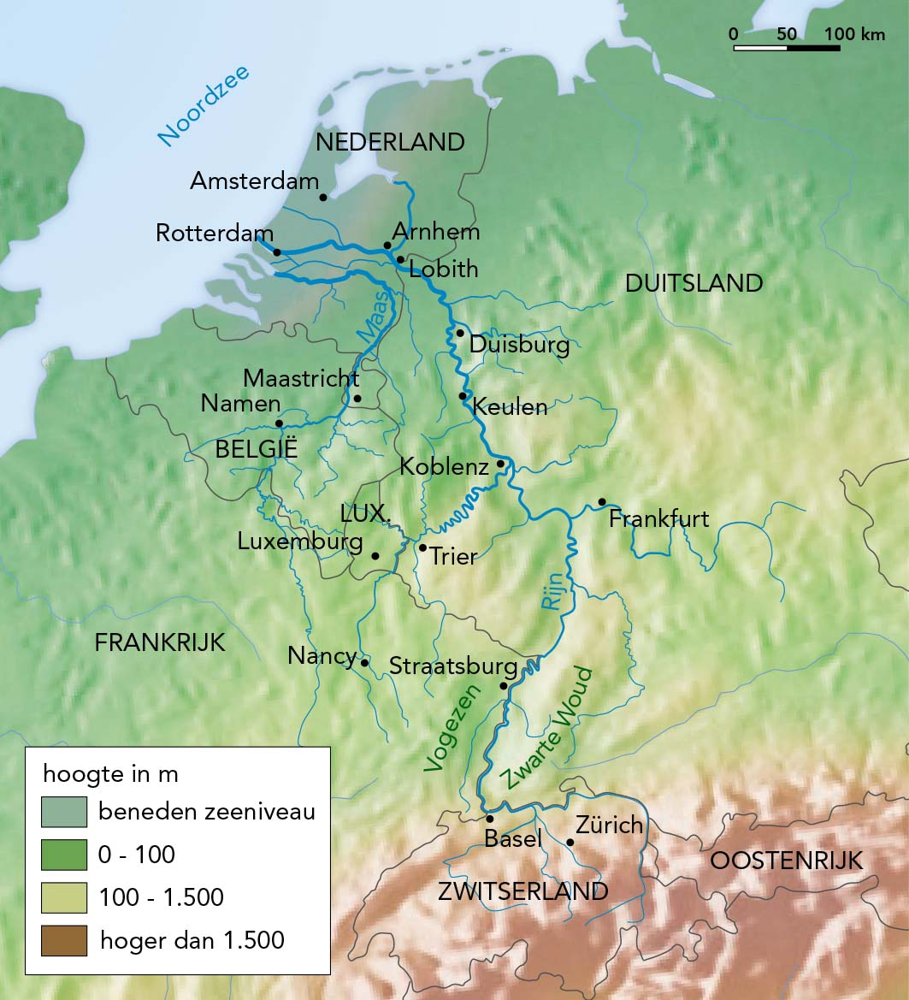 0 50 100 km
Noordzee
NEDERLAND
Amsterdam
Rotterdam
Arnhem
Lobith
DUITSLAND
Maas
Duisburg
Maastricht
Namen
Keulen
BELGIË
Koblenz
LUX.
Frankfurt
Luxemburg
Trier
Rijn
FRANKRIJK
Nancy
Straatsburg
Vogezen
Zwarte Woud
Basel
Zürich
OOSTENRIJK
ZWITSERLAND
hoogte in m
beneden zeeniveau
0 - 100
100 - 1.500
hoger dan 1.500